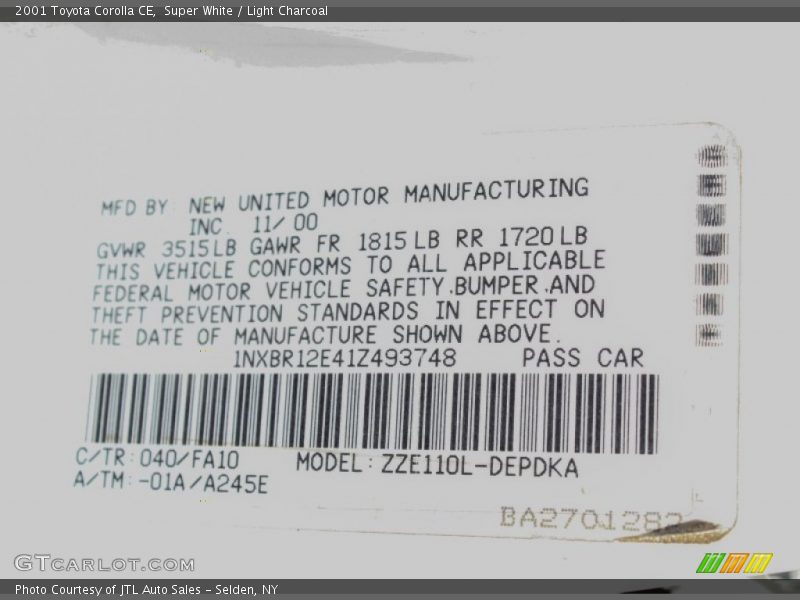 2001 Toyota Corolla CE, Super White / Light Charcoal
MFD BY: NEW UNITED MOTOR MANUFACTURING
INC. 11/00
GVWR 3515LB GAWR FR 1815LB RR 1720LB
THIS VEHICLE CONFORMS TO ALL APPLICABLE
FEDERAL MOTOR VEHICLE SAFETY,BUMPER,AND
THEFT PREVENTION STANDARDS IN EFFECT ON
THE DATE OF MANUFACTURE SHOWN ABOVE.
1NXBR12E41Z493748 PASS CAR
C/TR:040/FA10 MODEL:ZZE110L-DEPDKA
A/TM:-01A/A245E
BA2701282
GTCARLOT.COM
Photo Courtesy of JTL Auto Sales - Selden, NY